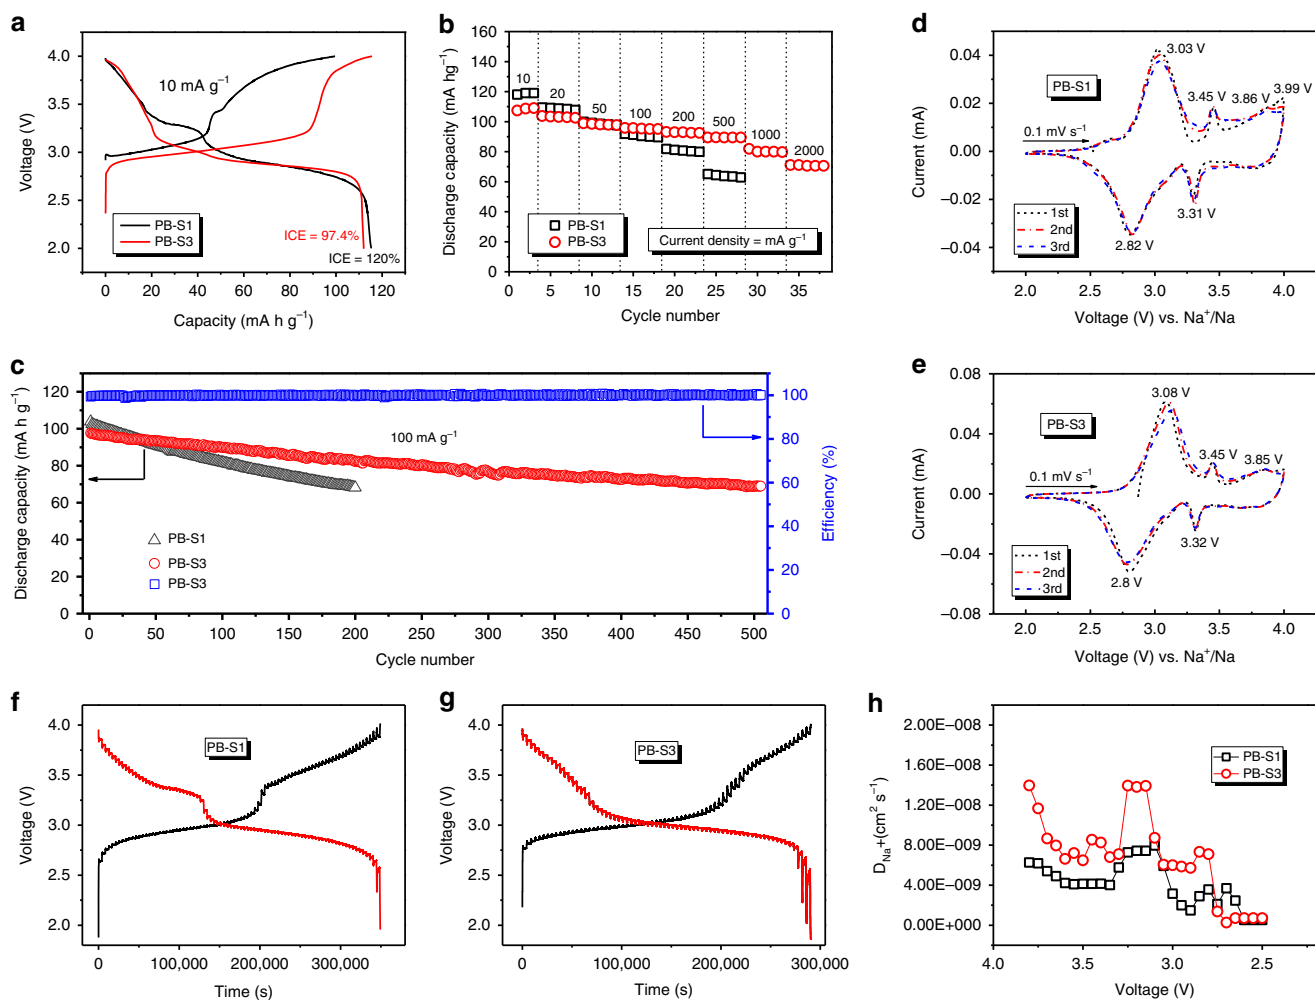 a
4.0
3.5
3.0
2.5
2.0
Voltage (V)
10 mA g⁻¹
PB-S1
PB-S3
ICE = 97.4%
ICE = 120%
0 20 40 60 80 100 120
Capacity (mA h g⁻¹)
b
160
140
120
100
80
60
40
20
0
Discharge capacity (mA hg⁻¹)
10
20
50
100
200
500
1000
2000
PB-S1
PB-S3
Current density = mA g⁻¹
0 5 10 15 20 25 30 35
Cycle number
c
120
100
80
60
40
20
0
Discharge capacity (mA h g⁻¹)
100 mA g⁻¹
PB-S1
PB-S3
PB-S3
100
80
60
40
20
0
Efficiency (%)
0 50 100 150 200 250 300 350 400 450 500
Cycle number
d
0.04
0.02
0.00
–0.02
–0.04
Current (mA)
PB-S1
3.03 V
3.45 V
3.86 V
3.99 V
0.1 mV s⁻¹
3.31 V
2.82 V
1st
2nd
3rd
2.0 2.5 3.0 3.5 4.0
Voltage (V) vs. Na⁺/Na
e
0.08
0.04
0.00
–0.04
–0.08
Current (mA)
PB-S3
3.08 V
3.45 V
3.85 V
0.1 mV s⁻¹
3.32 V
2.8 V
1st
2nd
3rd
2.0 2.5 3.0 3.5 4.0
Voltage (V) vs. Na⁺/Na
f
4.0
3.5
3.0
2.5
2.0
Voltage (V)
PB-S1
0 100,000 200,000 300,000
Time (s)
g
4.0
3.5
3.0
2.5
2.0
Voltage (V)
PB-S3
0 100,000 200,000 300,000
Time (s)
h
2.00E–008
1.60E–008
1.20E–008
8.00E–009
4.00E–009
0.00E+000
D_Na+(cm² s⁻¹)
PB-S1
PB-S3
4.0 3.5 3.0 2.5
Voltage (V)